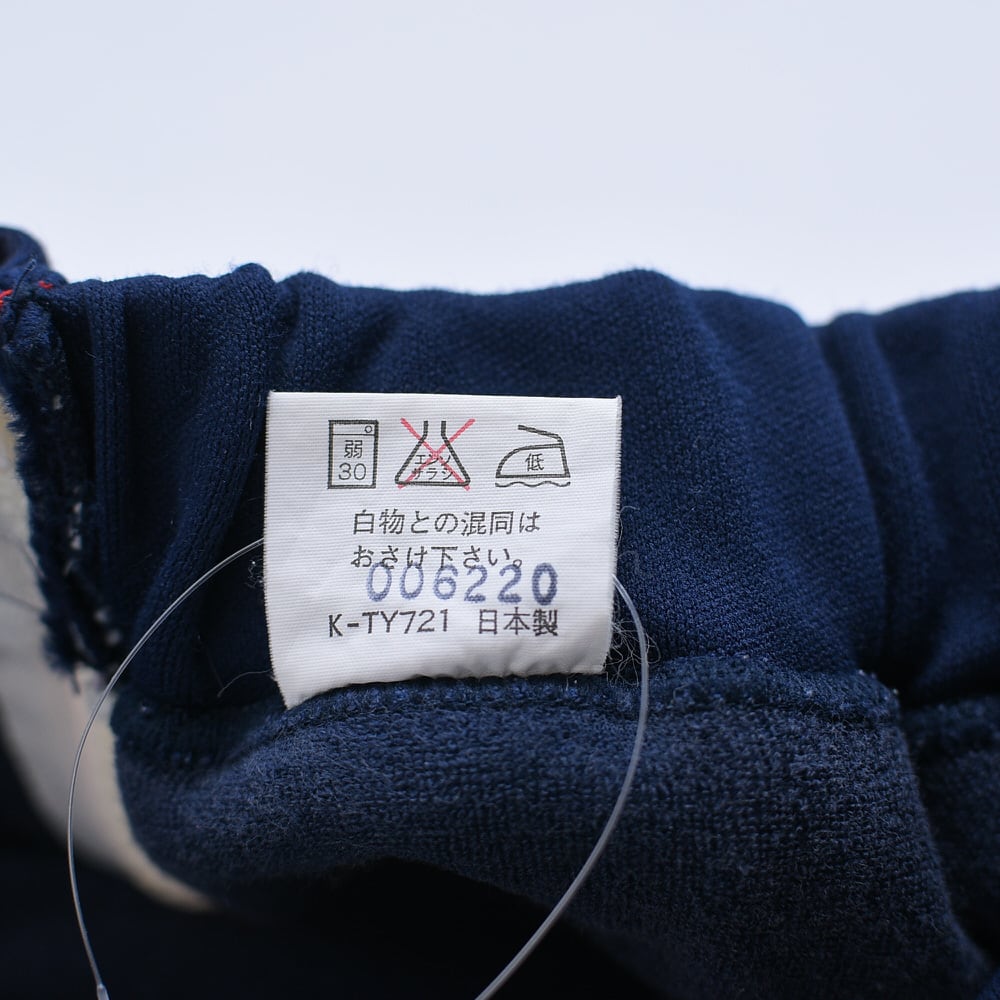 弱
30
エンソ
サラシ
低
白物との混同は
おさけ下さい。
006220
K-TY721 日本製